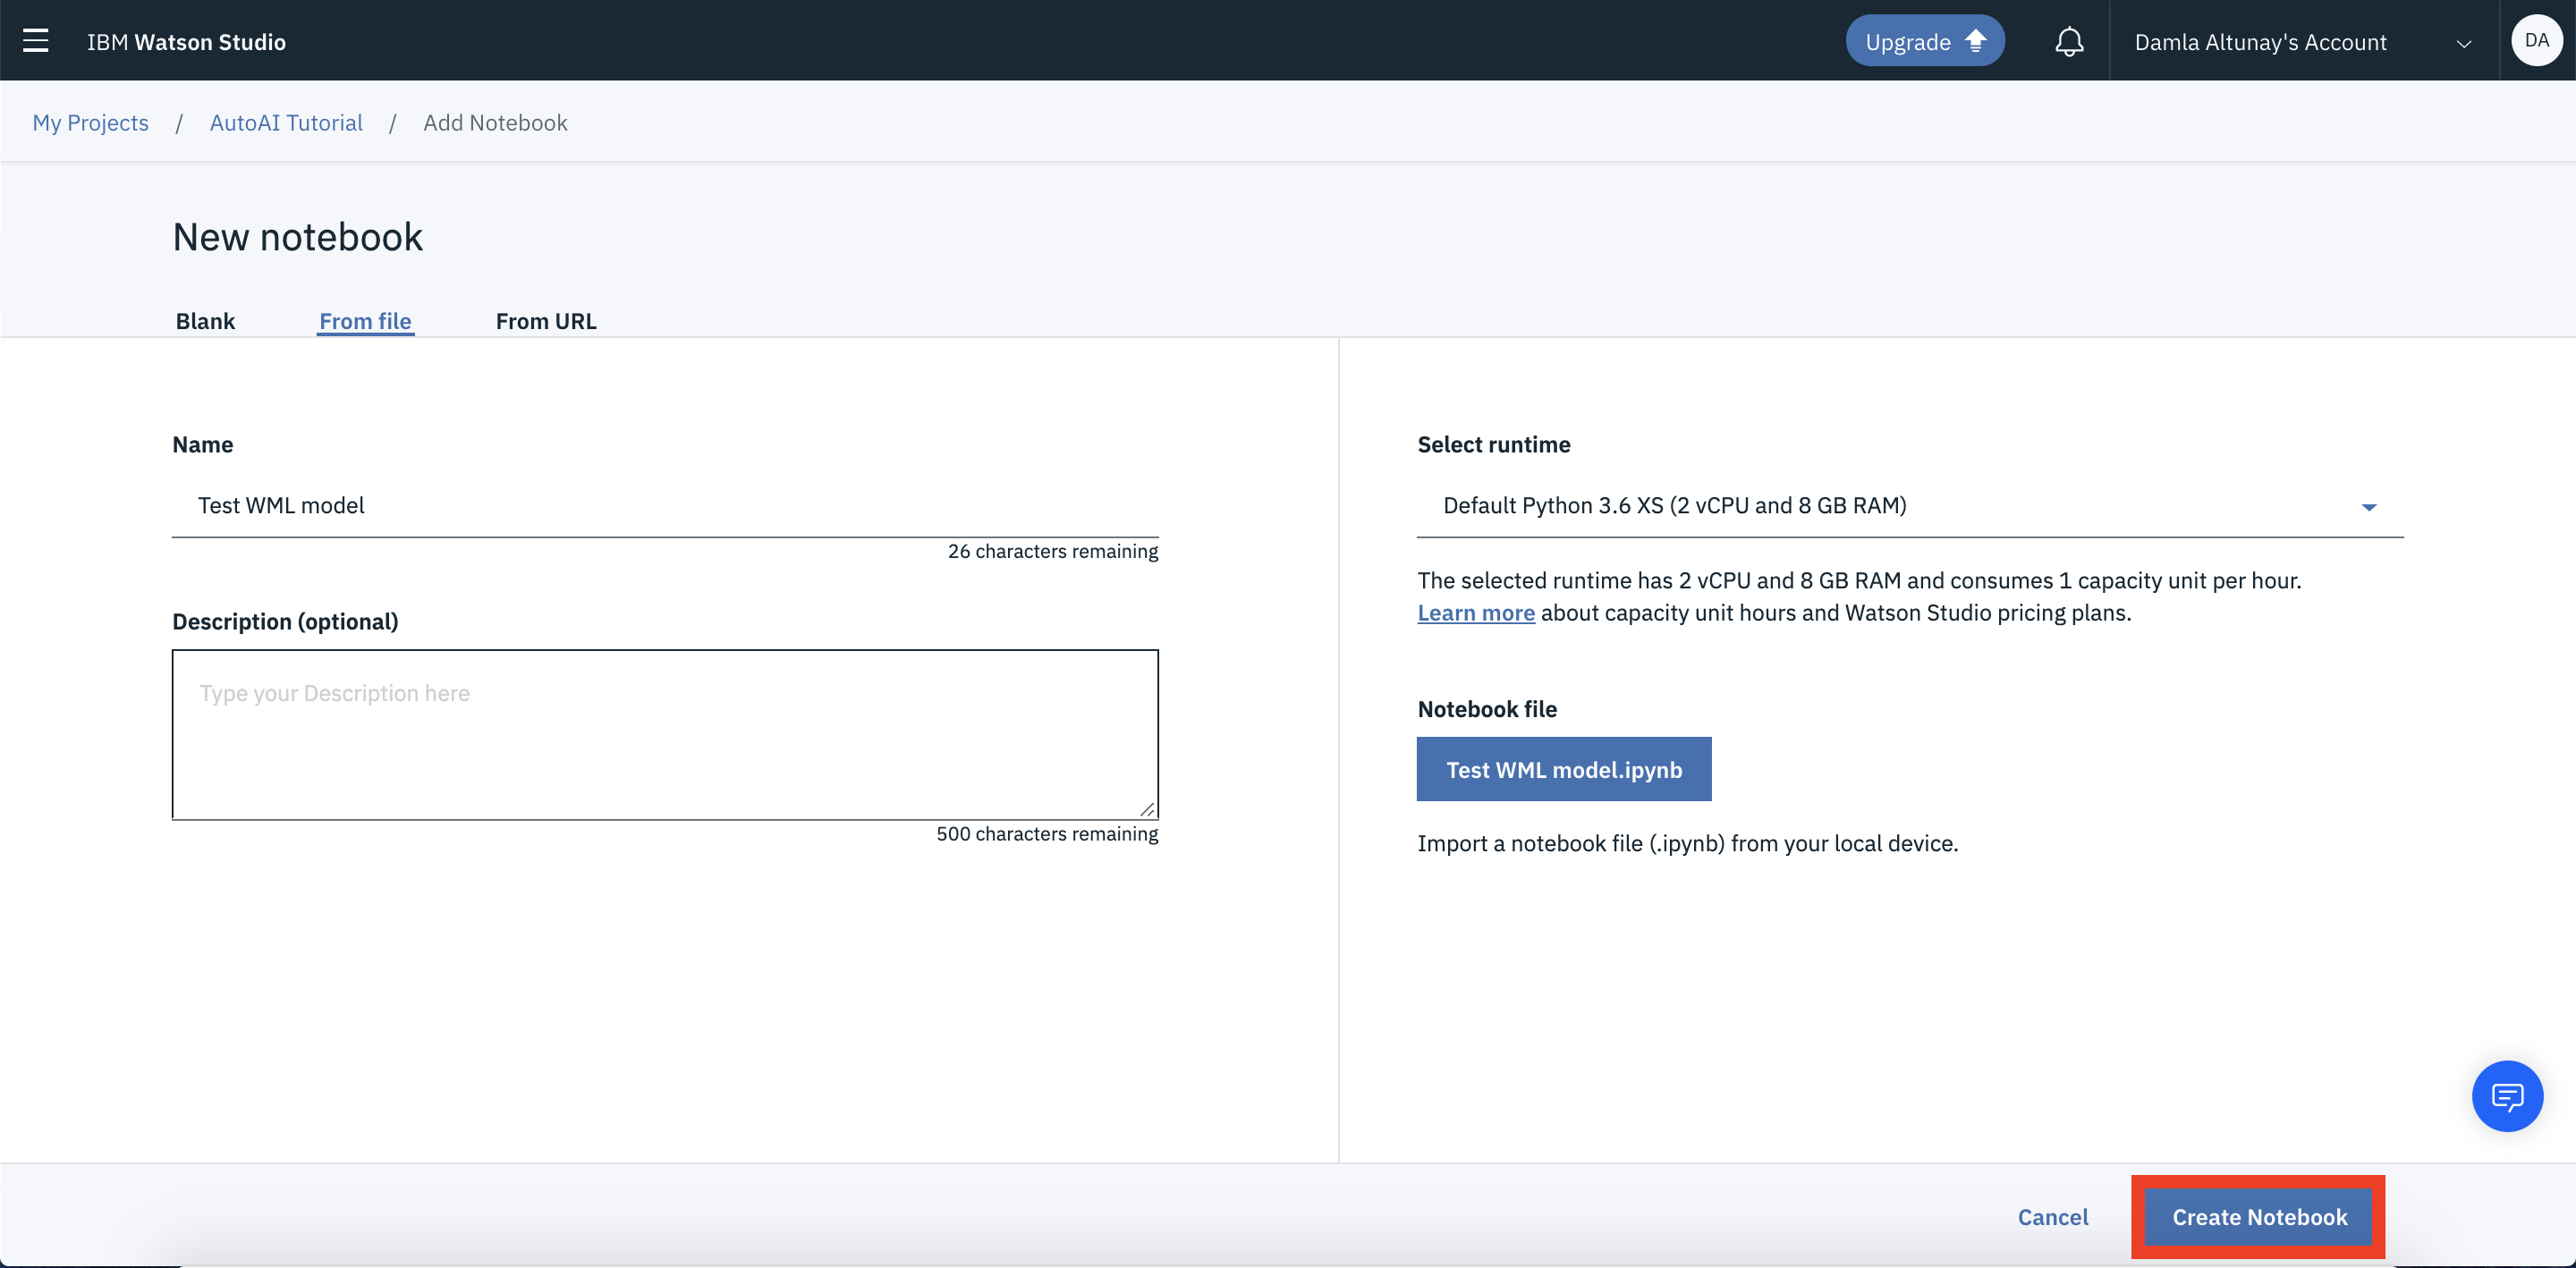 IBM Watson Studio
Upgrade
Damla Altunay's Account
DA
My Projects / AutoAI Tutorial / Add Notebook
New notebook
Blank
From file
From URL
Name
Test WML model
26 characters remaining
Description (optional)
Type your Description here
500 characters remaining
Select runtime
Default Python 3.6 XS (2 vCPU and 8 GB RAM)
The selected runtime has 2 vCPU and 8 GB RAM and consumes 1 capacity unit per hour.
Learn more about capacity unit hours and Watson Studio pricing plans.
Notebook file
Test WML model.ipynb
Import a notebook file (.ipynb) from your local device.
Cancel
Create Notebook